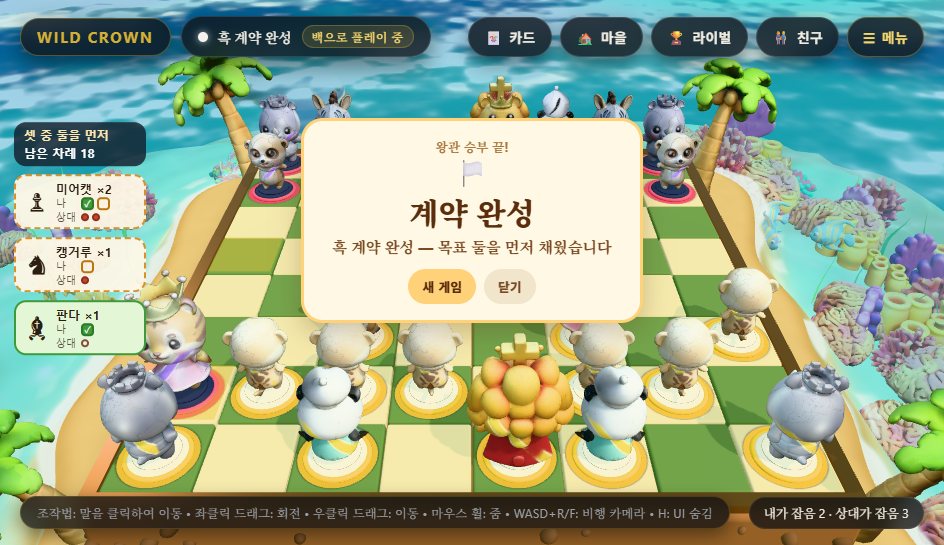 WILD CROWN
흑 계약 완성 백으로 플레이 중
카드
마을
라이벌
친구
☰ 메뉴
셋 중 둘을 먼저
남은 차례 18
미어캣 ×2
나
상대
캥거루 ×1
나
상대
판다 ×1
나
상대
왕관 승부 끝!
계약 완성
흑 계약 완성 — 목표 둘을 먼저 채웠습니다
새 게임
닫기
조작법: 말을 클릭하여 이동 • 좌클릭 드래그: 회전 • 우클릭 드래그: 이동 • 마우스 휠: 줌 • WASD+R/F: 비행 카메라 • H: UI 숨김
내가 잡음 2 · 상대가 잡음 3